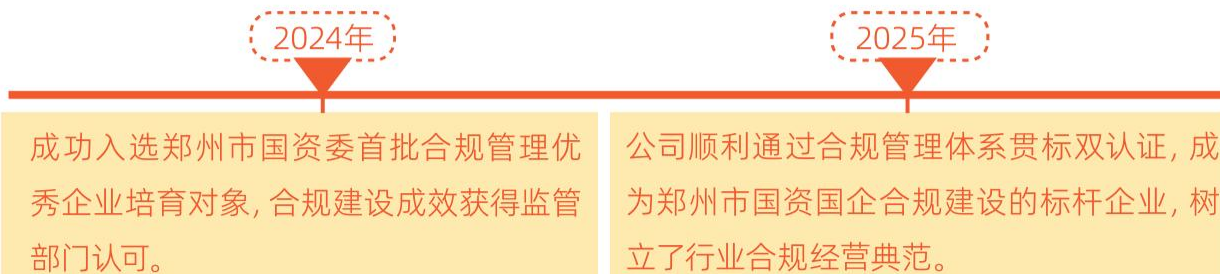 2024年
成功入选郑州市国资委首批合规管理优
秀企业培育对象, 合规建设成效获得监管
部门认可。
2025年
公司顺利通过合规管理体系贯标双认证, 成
为郑州市国资国企合规建设的标杆企业, 树
立了行业合规经营典范。